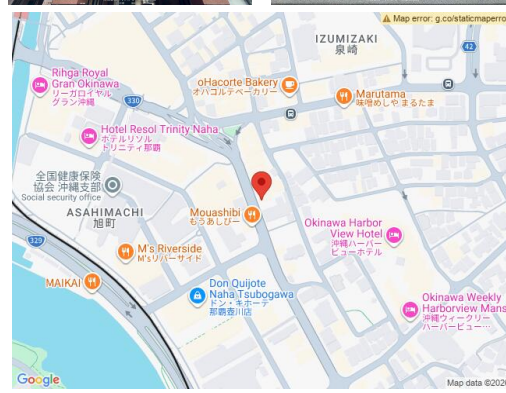 Map error: g.co/staticmaperro
IZUMIZAKI
泉崎
42
Rihga Royal
Gran Okinawa
リーガロイヤル
グラン沖縄
oHacorte Bakery
オハコルテベーカリー
Marutama
味噌めしや まるたま
330
Hotel Resol Trinity Naha
ホテルリソル
トリニティ那覇
全国健康保険
協会 沖縄支部
Social security office
ASAHIMACHI
旭町
Mouashibi
もうあしびー
Okinawa Harbor
View Hotel
沖縄ハーバー
ビューホテル
329
M's Riverside
M'sリバーサイド
MAIKAI
Don Quijote
Naha Tsubogawa
ドン・キホーテ
那覇壺川店
Okinawa Weekly
Harborview Mans
沖縄ウィークリー
ハーバービュー…
Google
Map data ©2026